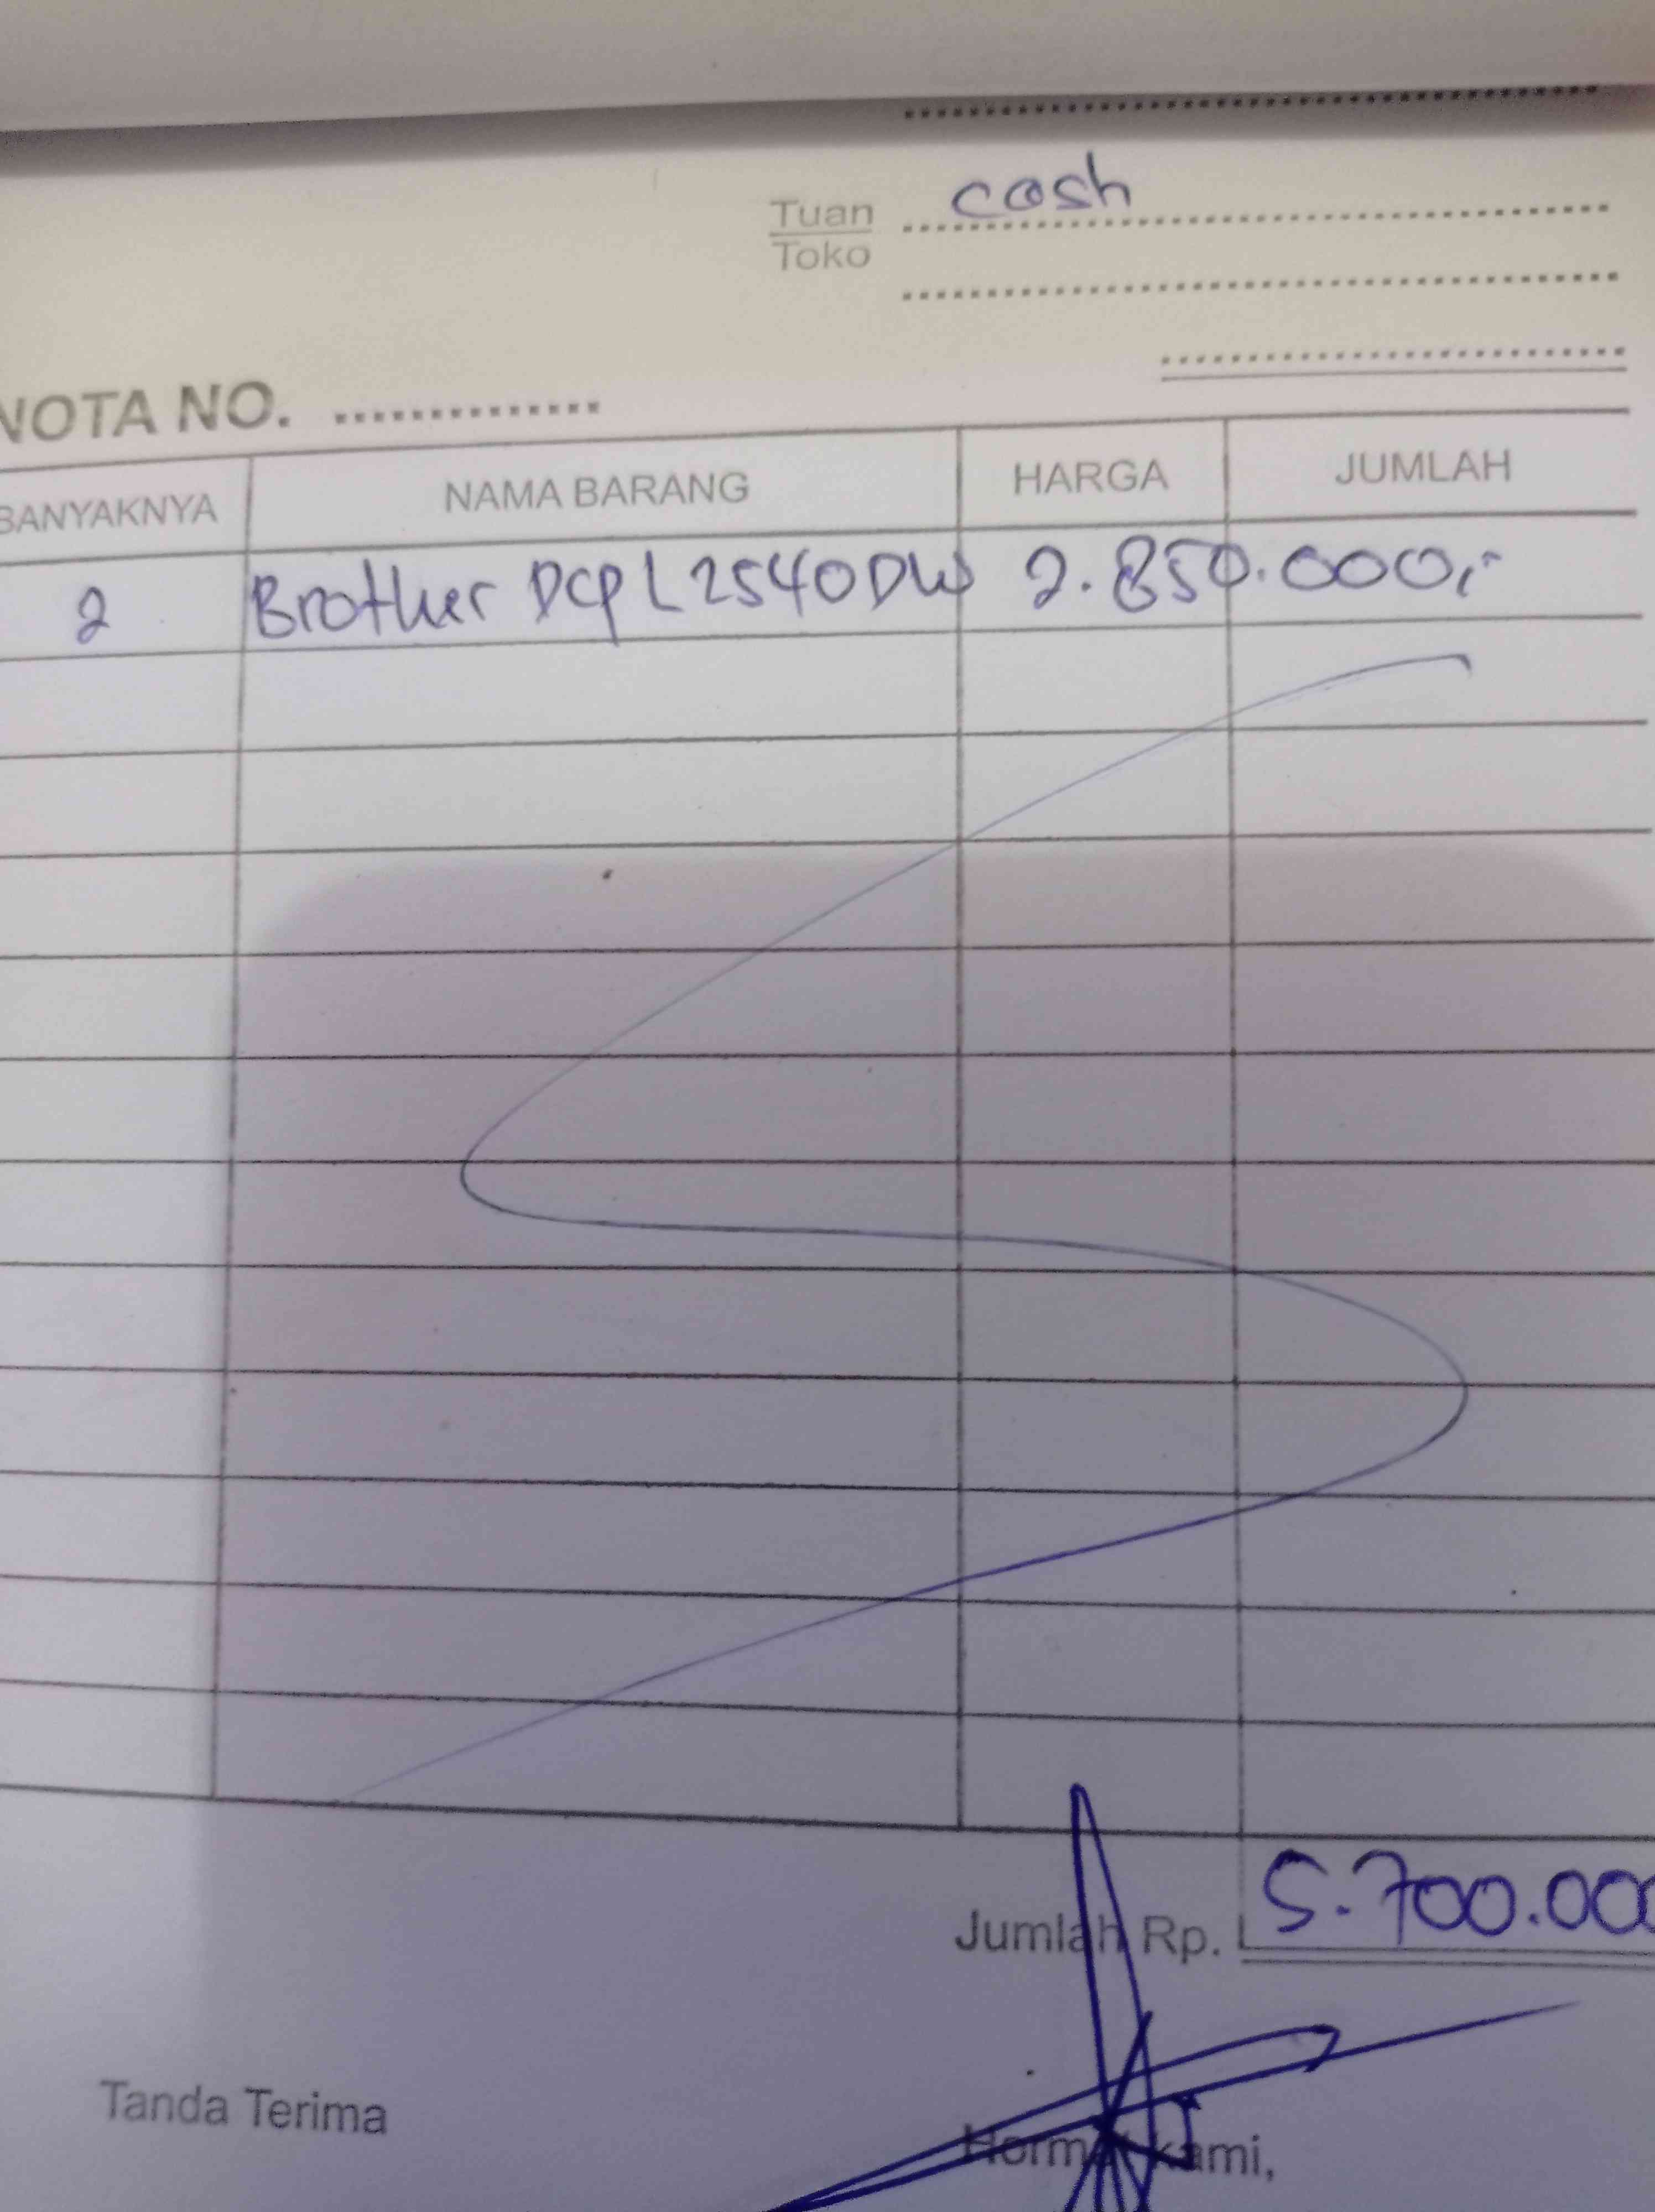 Tuan cash
Toko
NOTA NO.
BANYAKNYA NAMA BARANG HARGA JUMLAH
2 Brother DCP L2540DW 2.850.000,-
Jumlah Rp. 5.700.000
Tanda Terima Hormat kami,